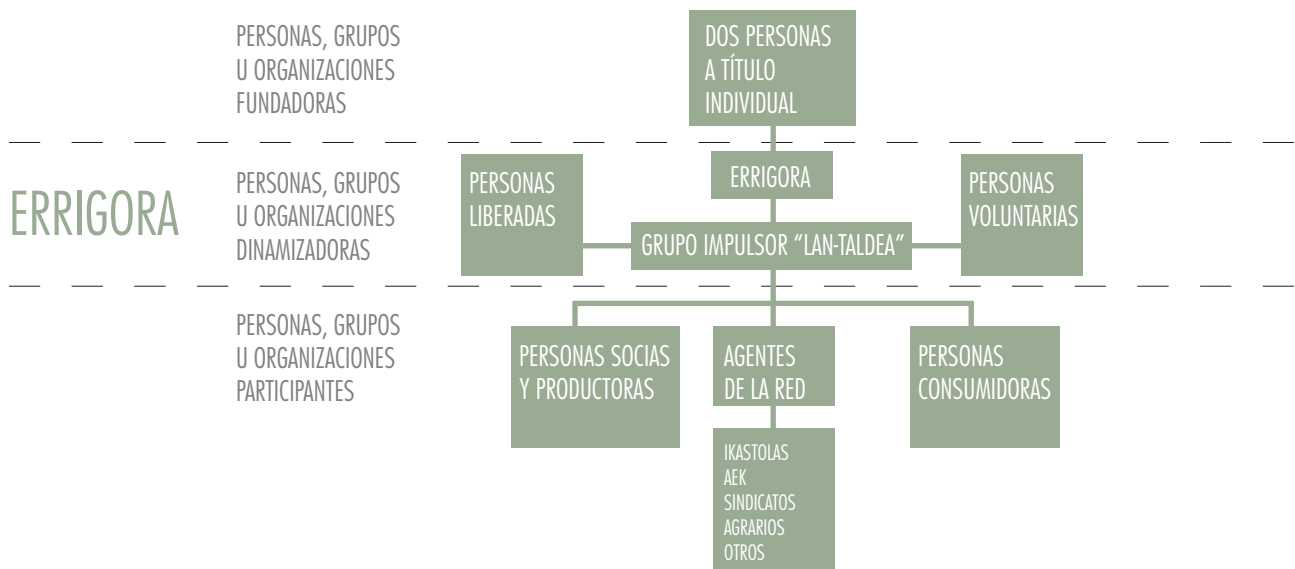 PERSONAS, GRUPOS
U ORGANIZACIONES
FUNDADORAS
DOS PERSONAS
A TÍTULO
INDIVIDUAL
ERRIGORA
PERSONAS, GRUPOS
U ORGANIZACIONES
DINAMIZADORAS
PERSONAS
LIBERADAS
ERRIGORA
GRUPO IMPULSOR “LAN-TALDEA”
PERSONAS
VOLUNTARIAS
PERSONAS, GRUPOS
U ORGANIZACIONES
PARTICIPANTES
PERSONAS SOCIAS
Y PRODUCTORAS
AGENTES
DE LA RED
PERSONAS
CONSUMIDORAS
IKASTOLAS
AEK
SINDICATOS
AGRARIOS
OTROS